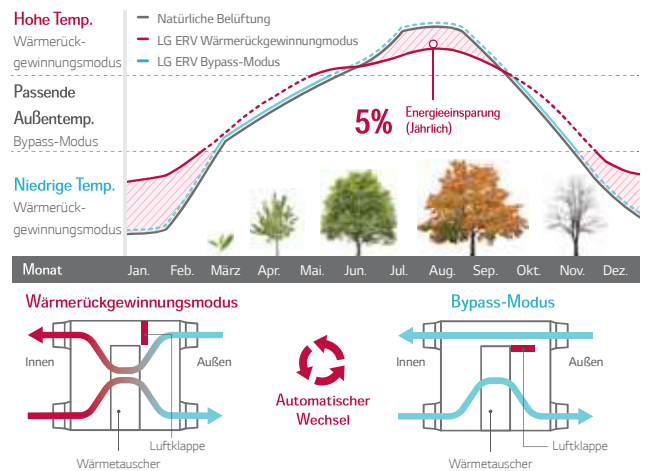 Hohe Temp.
Wärmerück-
gewinnungsmodus
Natürliche Belüftung
LG ERV Wärmerückgewinnungmodus
LG ERV Bypass-Modus
Passende
Außentemp.
Bypass-Modus
5% Energieeinsparung
(Jährlich)
Niedrige Temp.
Wärmerück-
gewinnungsmodus
Monat Jan. Feb. März Apr. Mai. Jun. Jul. Aug. Sep. Okt. Nov. Dez.
Wärmerückgewinnungsmodus
Innen
Außen
Luftklappe
Wärmetauscher
Automatischer
Wechsel
Bypass-Modus
Innen
Außen
Luftklappe
Wärmetauscher